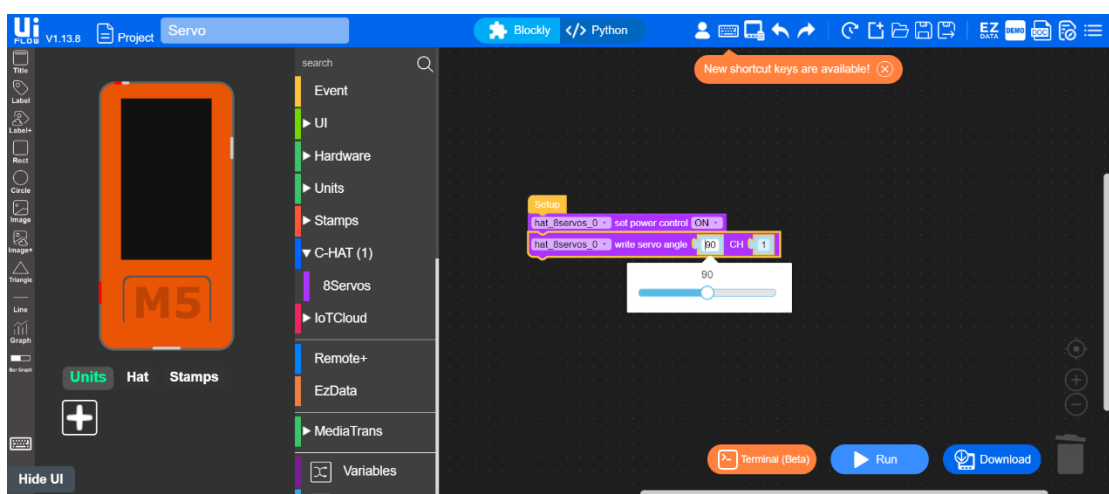 Ui
FLOW V1.13.8 Project Servo Blockly </> Python EZ DATA DEMO DOC
New shortcut keys are available!
Title
Label
Label+
Rect
Circle
Image
Image+
Triangle
Line
Graph
Bar Graph
M5
Units Hat Stamps
Hide UI
search
Event
UI
Hardware
Units
Stamps
C-HAT (1)
8Servos
IoTCloud
Remote+
EzData
MediaTrans
Variables
Setup
hat_8servos_0 set power control ON
hat_8servos_0 write servo angle 90 CH 1
90
Terminal (Beta) Run Download